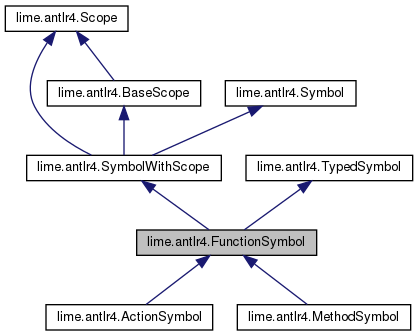 lime.antlr4.Scope
lime.antlr4.BaseScope
lime.antlr4.Symbol
lime.antlr4.SymbolWithScope
lime.antlr4.TypedSymbol
lime.antlr4.FunctionSymbol
lime.antlr4.ActionSymbol
lime.antlr4.MethodSymbol